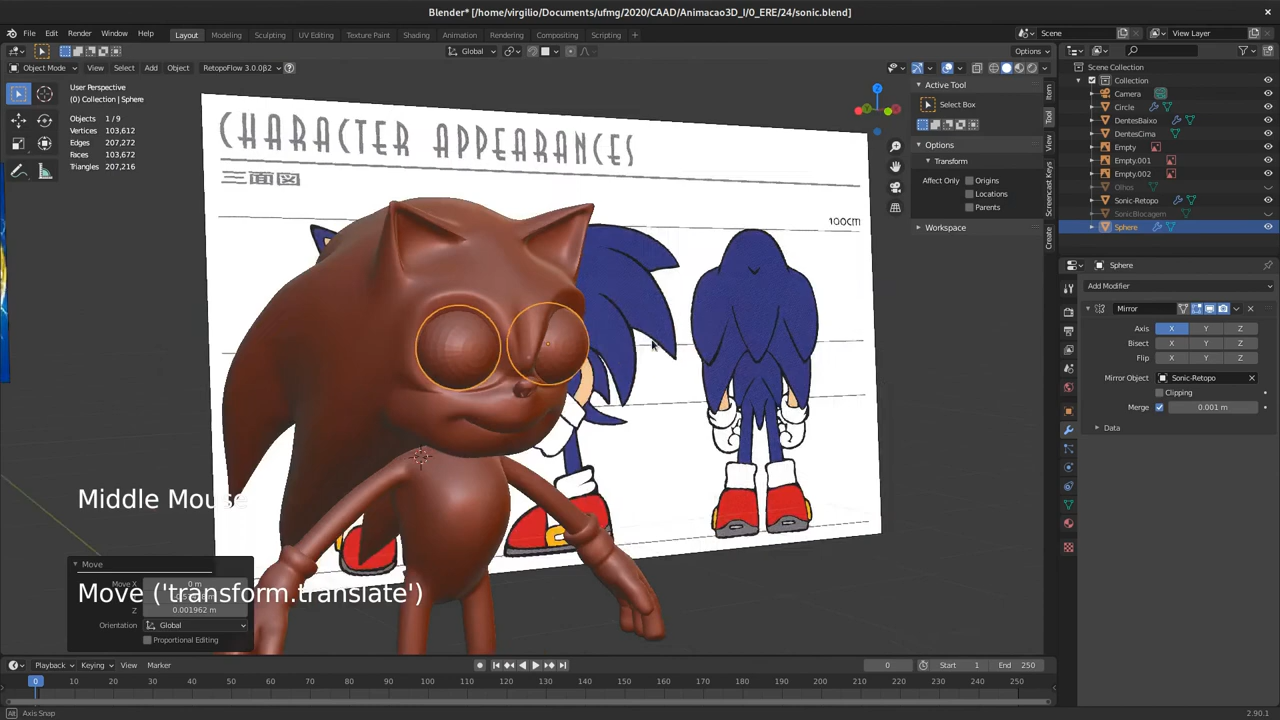 Blender* [/home/virgilio/Documents/ufmg/2020/CAAD/Animacao3D_I/0_ERE/24/sonic.blend]
File Edit Render Window Help Layout Modeling Sculpting UV Editing Texture Paint Shading Animation Rendering Compositing Scripting Scene View Layer
Global Options
Object Mode View Select Add Object RetopoFlow 3.0.0β2
User Perspective
(0) Collection | Sphere
Objects 1 / 9
Vertices 103,612
Edges 207,272
Faces 103,672
Triangles 207,216
CHARACTER APPEARANCES
三面図
100cm
Z
Active Tool
Select Box
Options
Transform
Affect Only Origins
Locations
Parents
Workspace
Item
Tool
View
Screencast Keys
Create
Scene Collection
Collection
Camera
Circle
DentesBaixo
DentesCima
Empty
Empty.001
Empty.002
Olhos
Sonic-Retopo
SonicBlocagem
Sphere
Sphere
Add Modifier
Mirror
Axis X Y Z
Bisect X Y Z
Flip X Y Z
Mirror Object Sonic-Retopo
Clipping
Merge 0.001 m
Data
Middle Mouse
Move
Move X 0 m
Move ('transform.translate')
Z 0.001962 m
Orientation Global
Proportional Editing
Playback Keying View Marker 0 Start 1 End 250
0 10 20 30 40 50 60 70 80 90 100 110 120 130 140 150 160 170 180 190 200 210 220 230 240 250
Axis Snap 2.90.1